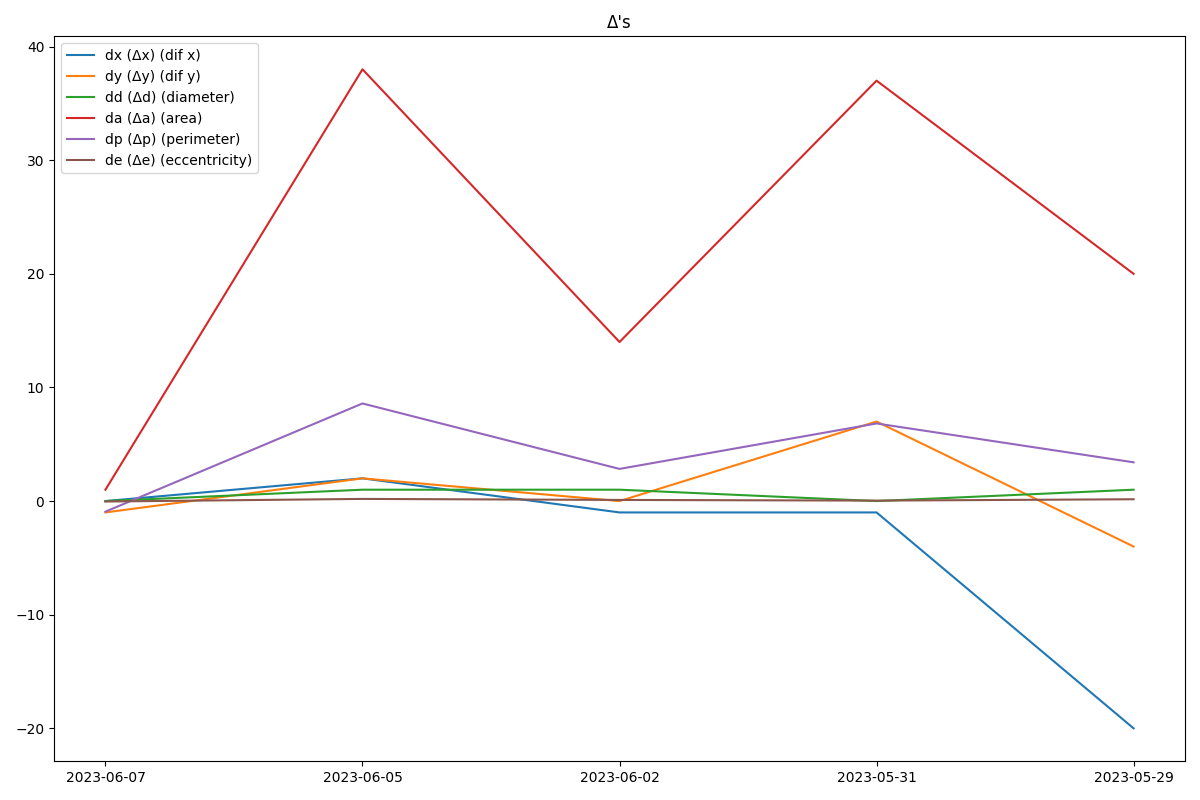 Δ's
40
30
20
10
0
−10
−20
dx (Δx) (dif x)
dy (Δy) (dif y)
dd (Δd) (diameter)
da (Δa) (area)
dp (Δp) (perimeter)
de (Δe) (eccentricity)
2023-06-07
2023-06-05
2023-06-02
2023-05-31
2023-05-29